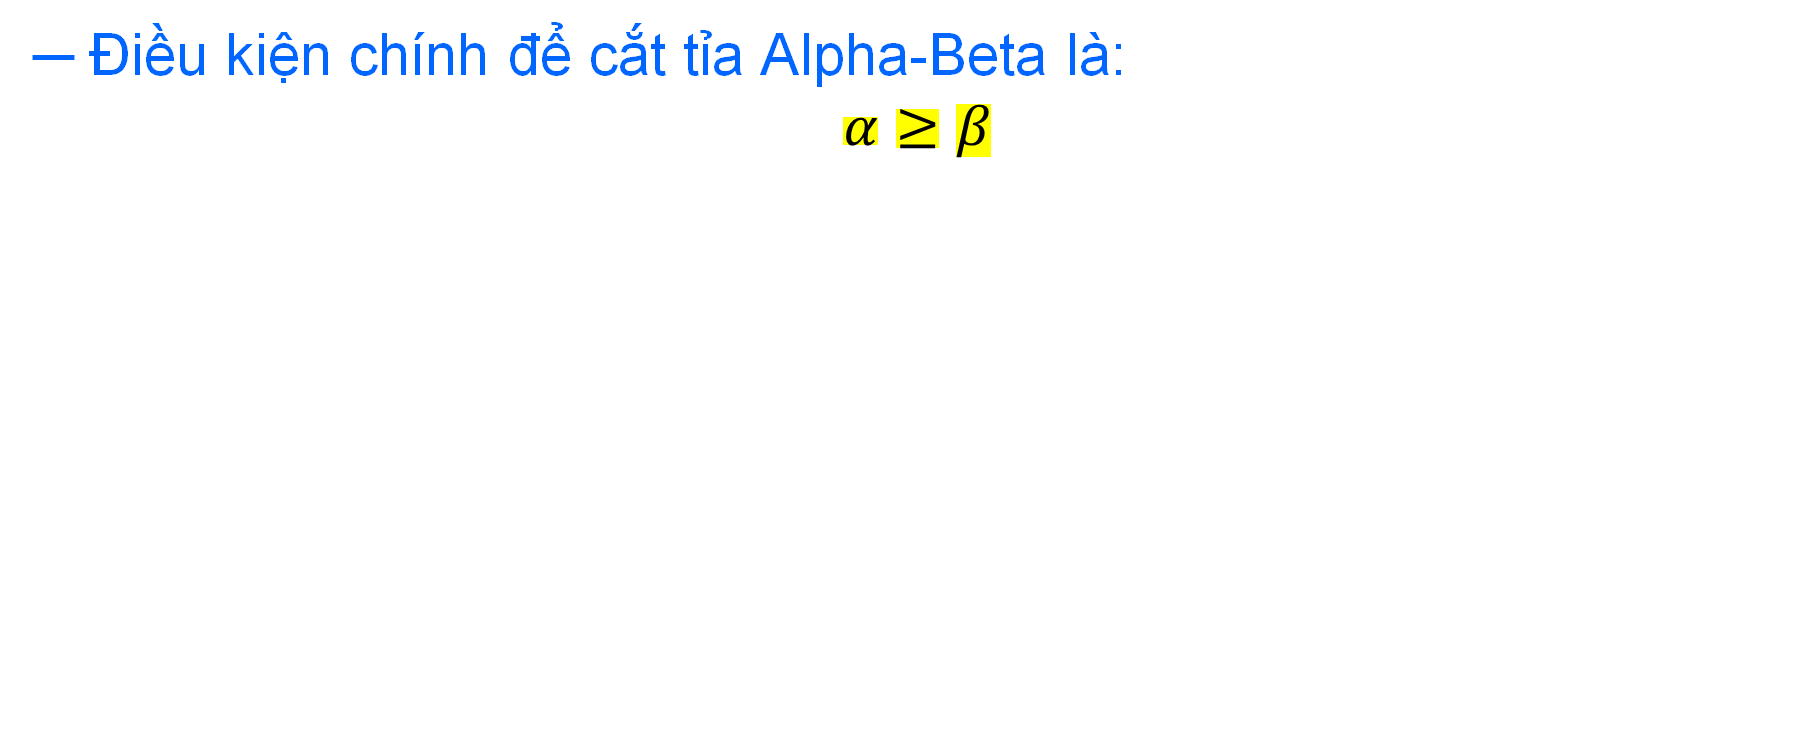 — Điều kiện chính để cắt tỉa Alpha-Beta là:
α ≥ β